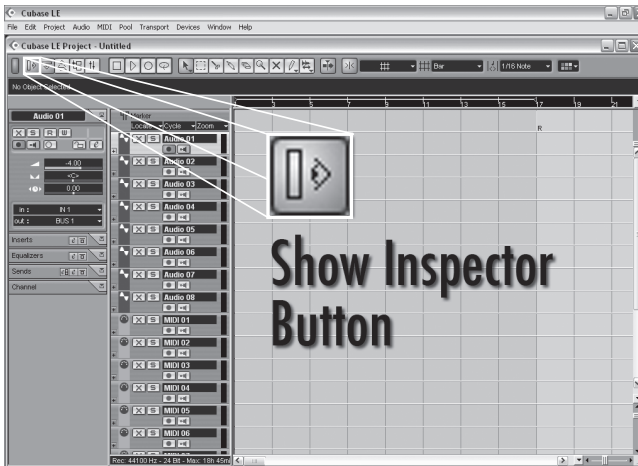 Cubase LE
File Edit Project Audio MIDI Pool Transport Devices Window Help
Cubase LE Project - Untitled
Bar
1/16 Note
No Object Selected
3 5 7 9 11 13 15 17 19 21
Audio 01
Marker
Locate Cycle Zoom
R
X S R W
X S Audio 01
-4.00
X S Audio 02
<C>
0.00
X S Audio 03
in : IN 1
X S Audio 04
out : BUS 1
X S Audio 05
Inserts
X S Audio 06
Equalizers
Sends
X S Audio 07
Channel
X S Audio 08
X S MIDI 01
X S MIDI 02
X S MIDI 03
X S MIDI 04
X S MIDI 05
X S MIDI 06
Show Inspector
Button
Rec: 44100 Hz - 24 Bit - Max: 18h 45mi